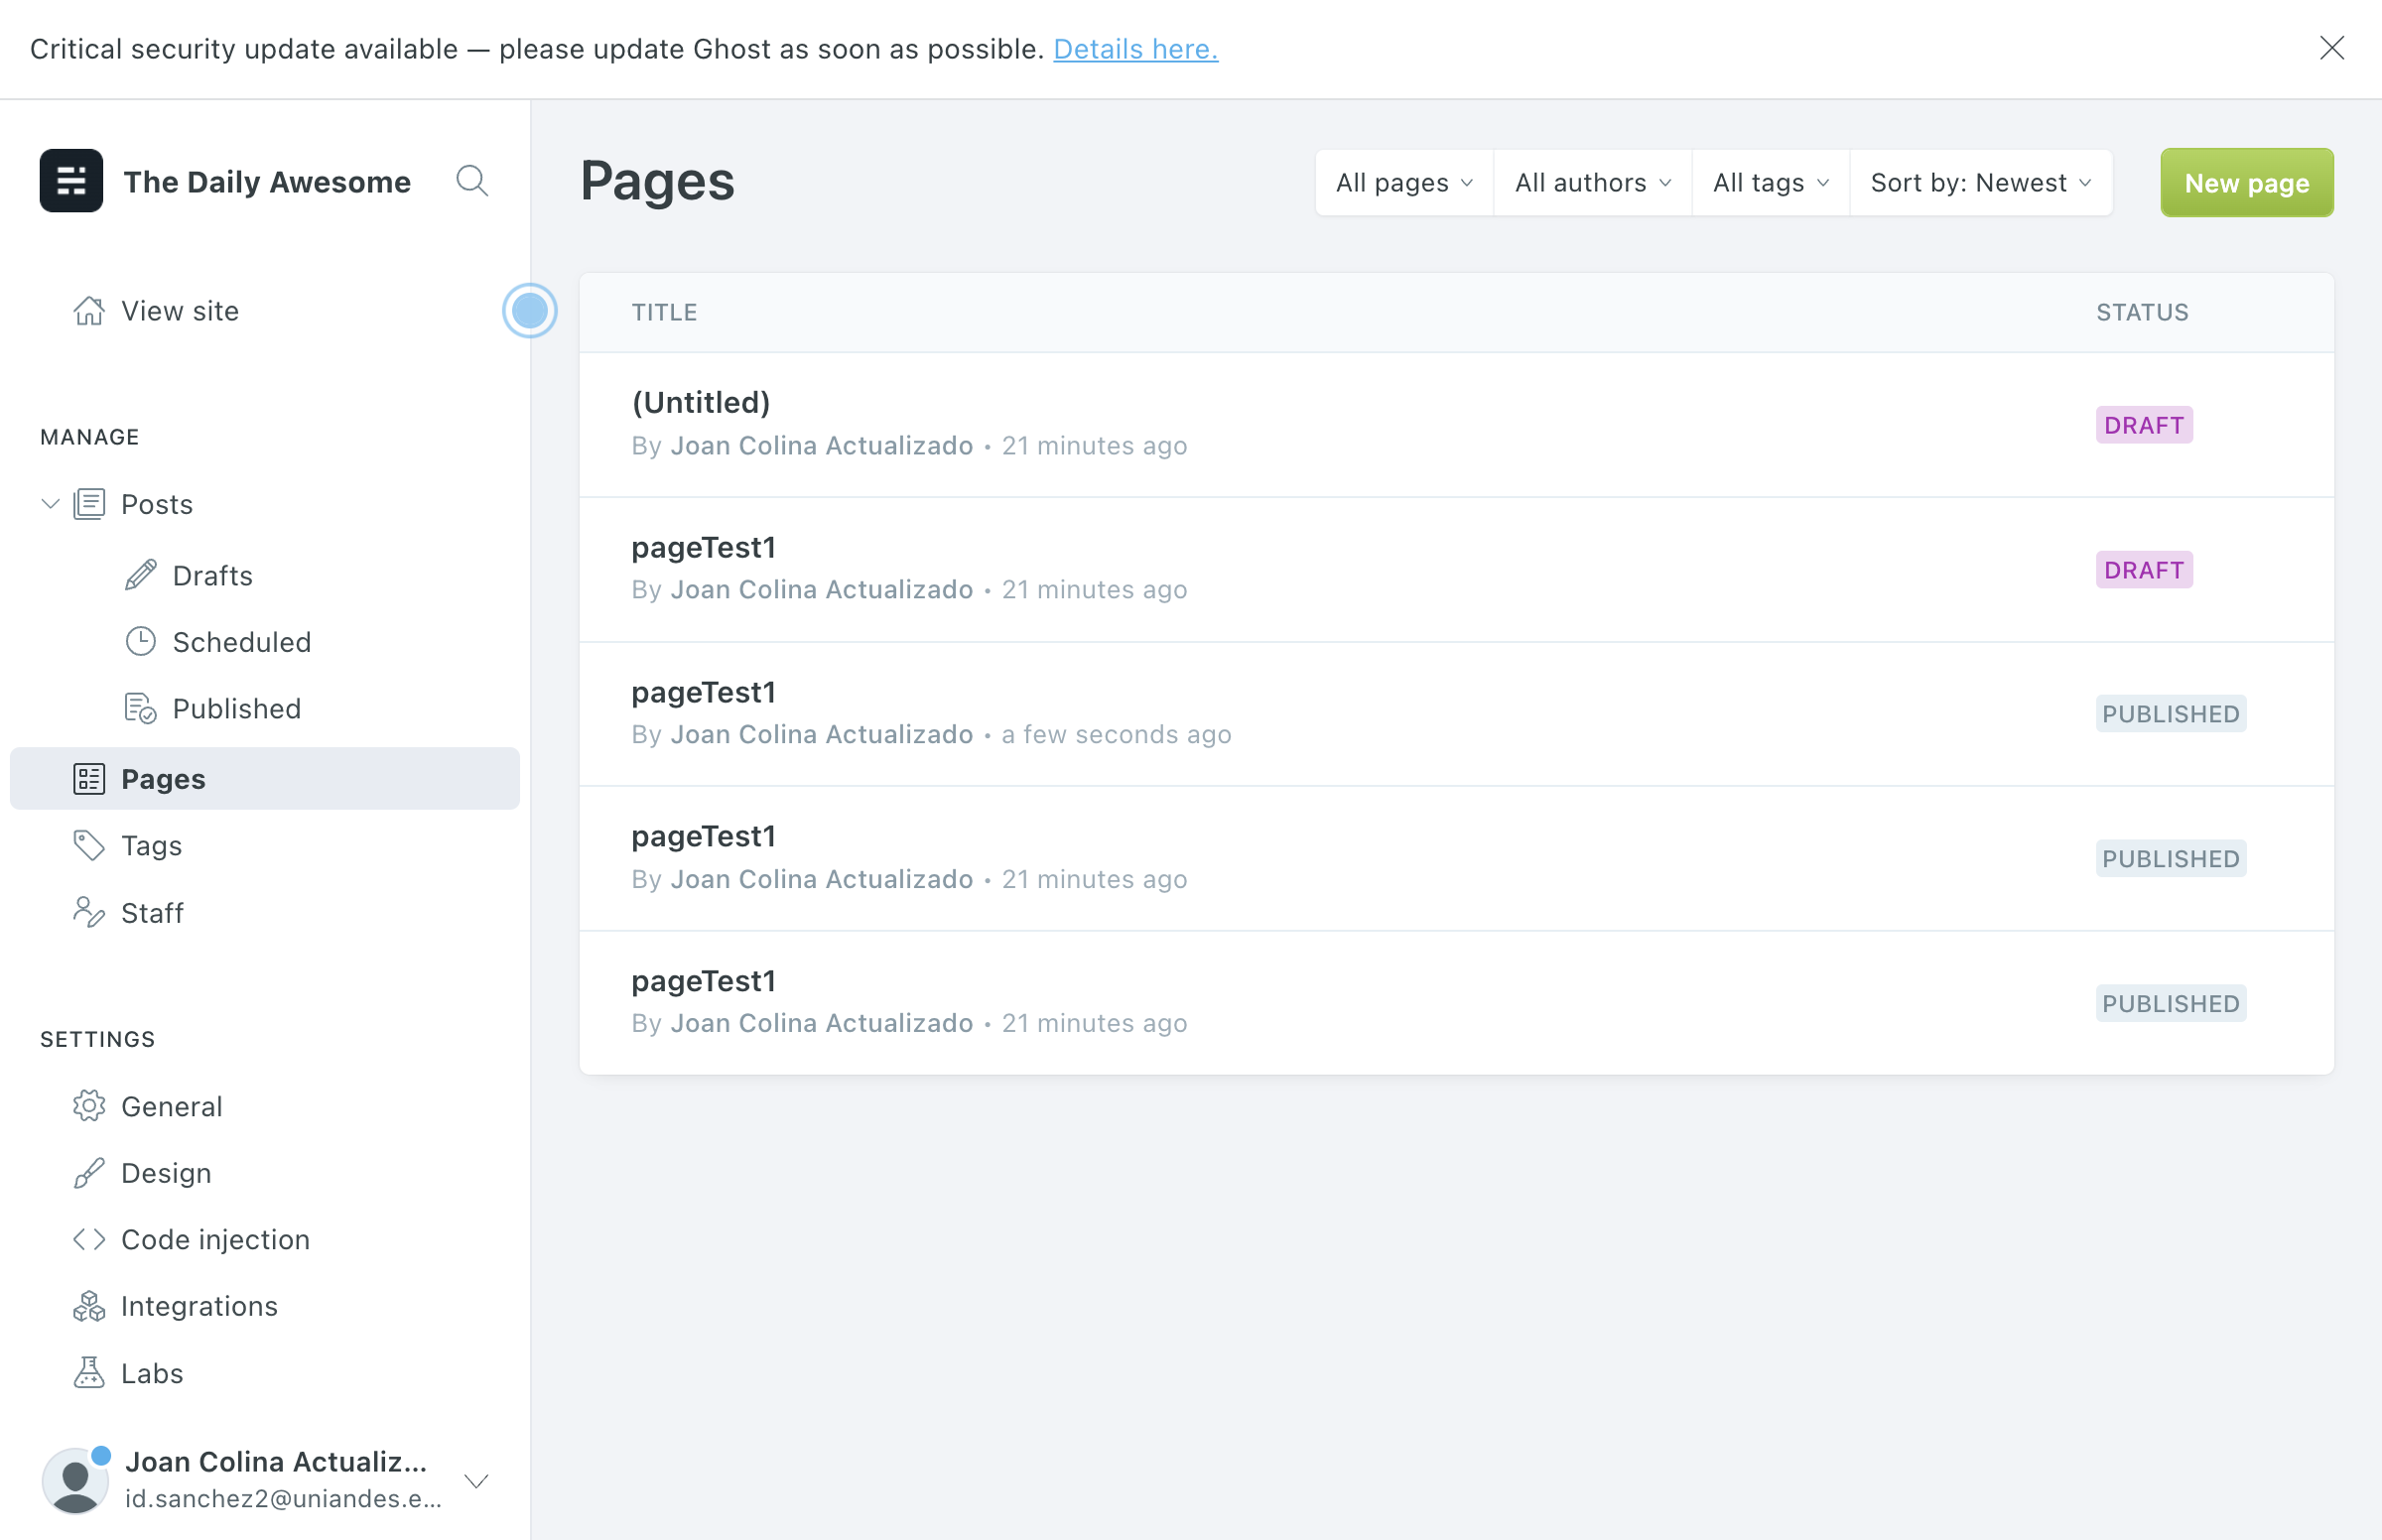 Critical security update available — please update Ghost as soon as possible. Details here.
The Daily Awesome
View site
MANAGE
Posts
Drafts
Scheduled
Published
Pages
Tags
Staff
SETTINGS
General
Design
Code injection
Integrations
Labs
Joan Colina Actualiz...
id.sanchez2@uniandes.e...
Pages
All pages
All authors
All tags
Sort by: Newest
New page
TITLE
STATUS
(Untitled)
By Joan Colina Actualizado • 21 minutes ago
DRAFT
pageTest1
By Joan Colina Actualizado • 21 minutes ago
DRAFT
pageTest1
By Joan Colina Actualizado • a few seconds ago
PUBLISHED
pageTest1
By Joan Colina Actualizado • 21 minutes ago
PUBLISHED
pageTest1
By Joan Colina Actualizado • 21 minutes ago
PUBLISHED